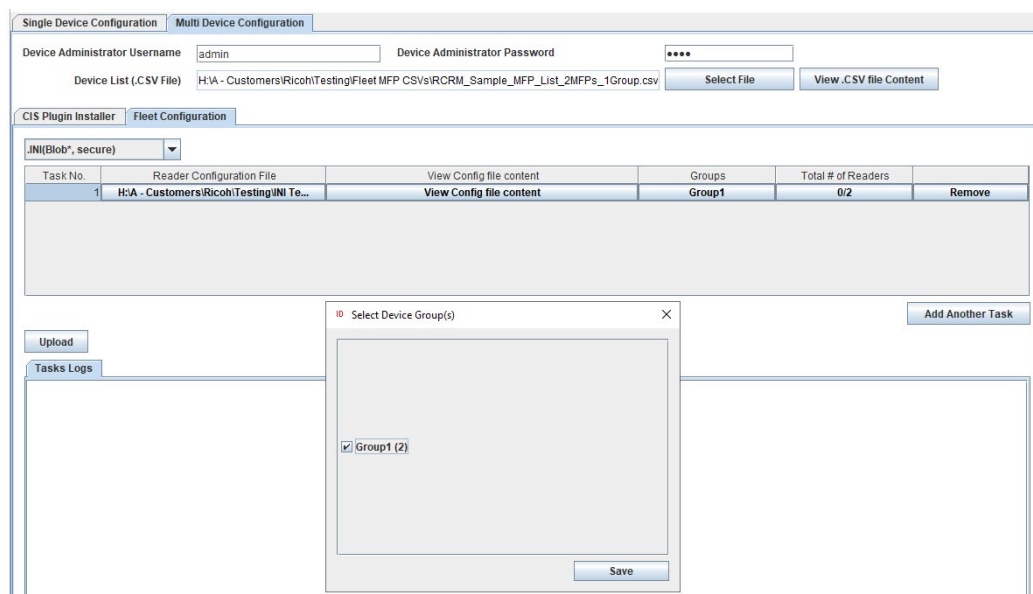 Single Device Configuration Multi Device Configuration
Device Administrator Username admin Device Administrator Password ••••
Device List (.CSV File) H:\A - Customers\Ricoh\Testing\Fleet MFP CSVs\RCRM_Sample_MFP_List_2MFPs_1Group.csv Select File View .CSV file Content
CIS Plugin Installer Fleet Configuration
.INI(Blob*, secure)
Task No. Reader Configuration File View Config file content Groups Total # of Readers
1 H:\A - Customers\Ricoh\Testing\INI Te... View Config file content Group1 0/2 Remove
Add Another Task
Upload
Tasks Logs
ID Select Device Group(s)
Group1 (2)
Save